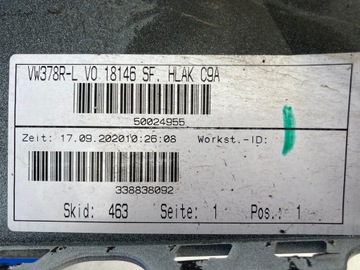 VW378R-L VO 18146 SF. HLAK C9A
50024955
Zeit: 17.09.202010:26:08 Workst.-ID:
338838092
Skid: 463 Seite: 1 Pos.: 1